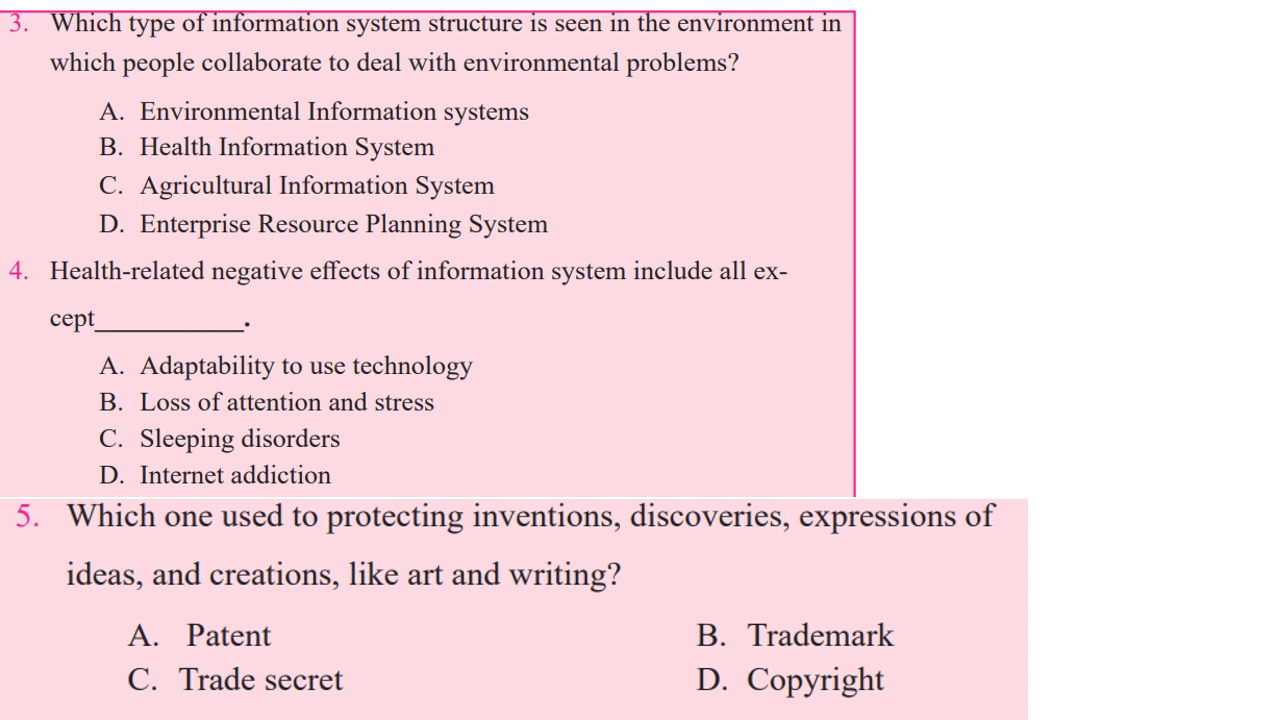 3. Which type of information system structure is seen in the environment in
which people collaborate to deal with environmental problems?
A. Environmental Information systems
B. Health Information System
C. Agricultural Information System
D. Enterprise Resource Planning System
4. Health-related negative effects of information system include all ex-
cept___________.
A. Adaptability to use technology
B. Loss of attention and stress
C. Sleeping disorders
D. Internet addiction
5. Which one used to protecting inventions, discoveries, expressions of
ideas, and creations, like art and writing?
A. Patent B. Trademark
C. Trade secret D. Copyright